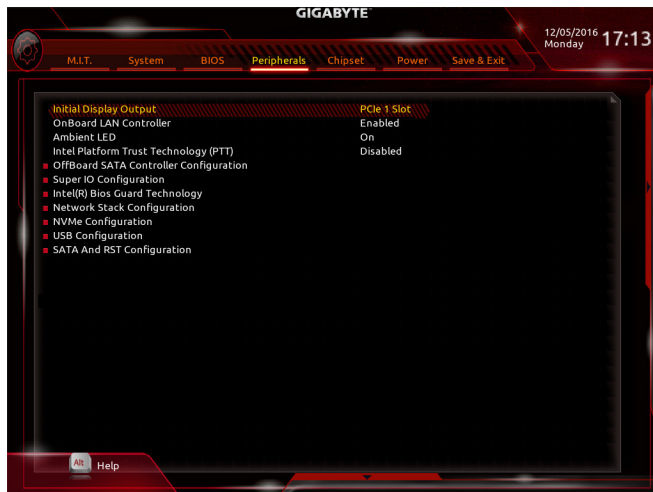 GIGABYTE
12/05/2016 17:13
Monday
M.I.T. System BIOS Peripherals Chipset Power Save & Exit
Initial Display Output PCIe 1 Slot
OnBoard LAN Controller Enabled
Ambient LED On
Intel Platform Trust Technology (PTT) Disabled
OffBoard SATA Controller Configuration
Super IO Configuration
Intel(R) Bios Guard Technology
Network Stack Configuration
NVMe Configuration
USB Configuration
SATA And RST Configuration
Alt Help